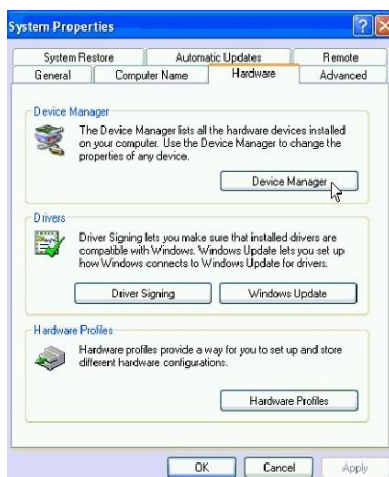 System Properties
System Restore Automatic Updates Remote
General Computer Name Hardware Advanced
Device Manager
The Device Manager lists all the hardware devices installed
on your computer. Use the Device Manager to change the
properties of any device.
Device Manager
Drivers
Driver Signing lets you make sure that installed drivers are
compatible with Windows. Windows Update lets you set up
how Windows connects to Windows Update for drivers.
Driver Signing Windows Update
Hardware Profiles
Hardware profiles provide a way for you to set up and store
different hardware configurations.
Hardware Profiles
OK Cancel Apply